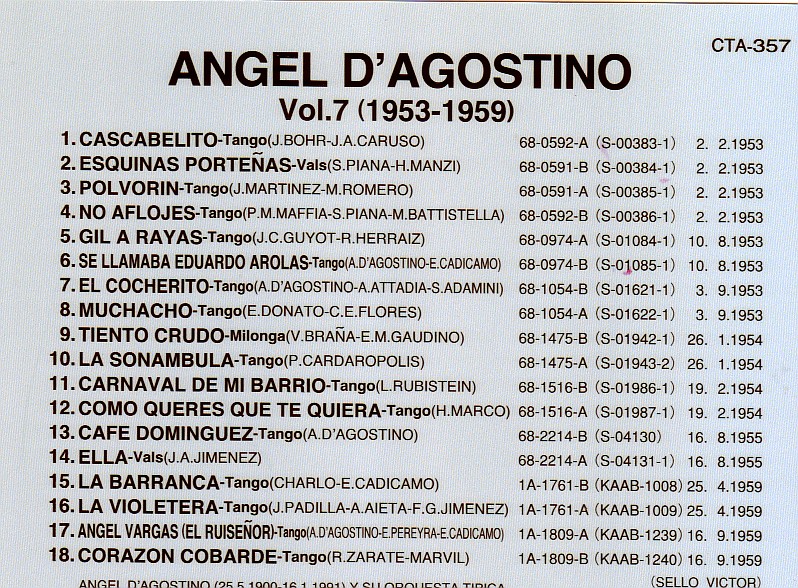 CTA-357
ANGEL D'AGOSTINO
Vol.7 (1953-1959)
1. CASCABELITO-Tango(J.BOHR-J.A.CARUSO) 68-0592-A (S-00383-1) 2. 2.1953
2. ESQUINAS PORTEÑAS-Vals(S.PIANA-H.MANZI) 68-0591-B (S-00384-1) 2. 2.1953
3. POLVORIN-Tango(J.MARTINEZ-M.ROMERO) 68-0591-A (S-00385-1) 2. 2.1953
4. NO AFLOJES-Tango(P.M.MAFFIA-S.PIANA-M.BATTISTELLA) 68-0592-B (S-00386-1) 2. 2.1953
5. GIL A RAYAS-Tango(J.C.GUYOT-R.HERRAIZ) 68-0974-A (S-01084-1) 10. 8.1953
6. SE LLAMABA EDUARDO AROLAS-Tango(A.D'AGOSTINO-E.CADICAMO) 68-0974-B (S-01085-1) 10. 8.1953
7. EL COCHERITO-Tango(A.D'AGOSTINO-A.ATTADIA-S.ADAMINI) 68-1054-B (S-01621-1) 3. 9.1953
8. MUCHACHO-Tango(E.DONATO-C.E.FLORES) 68-1054-A (S-01622-1) 3. 9.1953
9. TIENTO CRUDO-Milonga(V.BRAÑA-E.M.GAUDINO) 68-1475-B (S-01942-1) 26. 1.1954
10. LA SONAMBULA-Tango(P.CARDAROPOLIS) 68-1475-A (S-01943-2) 26. 1.1954
11. CARNAVAL DE MI BARRIO-Tango(L.RUBISTEIN) 68-1516-B (S-01986-1) 19. 2.1954
12. COMO QUERES QUE TE QUIERA-Tango(H.MARCO) 68-1516-A (S-01987-1) 19. 2.1954
13. CAFE DOMINGUEZ-Tango(A.D'AGOSTINO) 68-2214-B (S-04130) 16. 8.1955
14. ELLA-Vals(J.A.JIMENEZ) 68-2214-A (S-04131-1) 16. 8.1955
15. LA BARRANCA-Tango(CHARLO-E.CADICAMO) 1A-1761-B (KAAB-1008) 25. 4.1959
16. LA VIOLETERA-Tango(J.PADILLA-A.AIETA-F.G.JIMENEZ) 1A-1761-A (KAAB-1009) 25. 4.1959
17. ANGEL VARGAS (EL RUISEÑOR)-Tango(A.D'AGOSTINO-E.PEREYRA-E.CADICAMO) 1A-1809-A (KAAB-1239) 16. 9.1959
18. CORAZON COBARDE-Tango(R.ZARATE-MARVIL) 1A-1809-B (KAAB-1240) 16. 9.1959
(SELLO VICTOR)
ANGEL D'AGOSTINO (25.5.1900-16.1.1991) Y SU ORQUESTA TIPICA